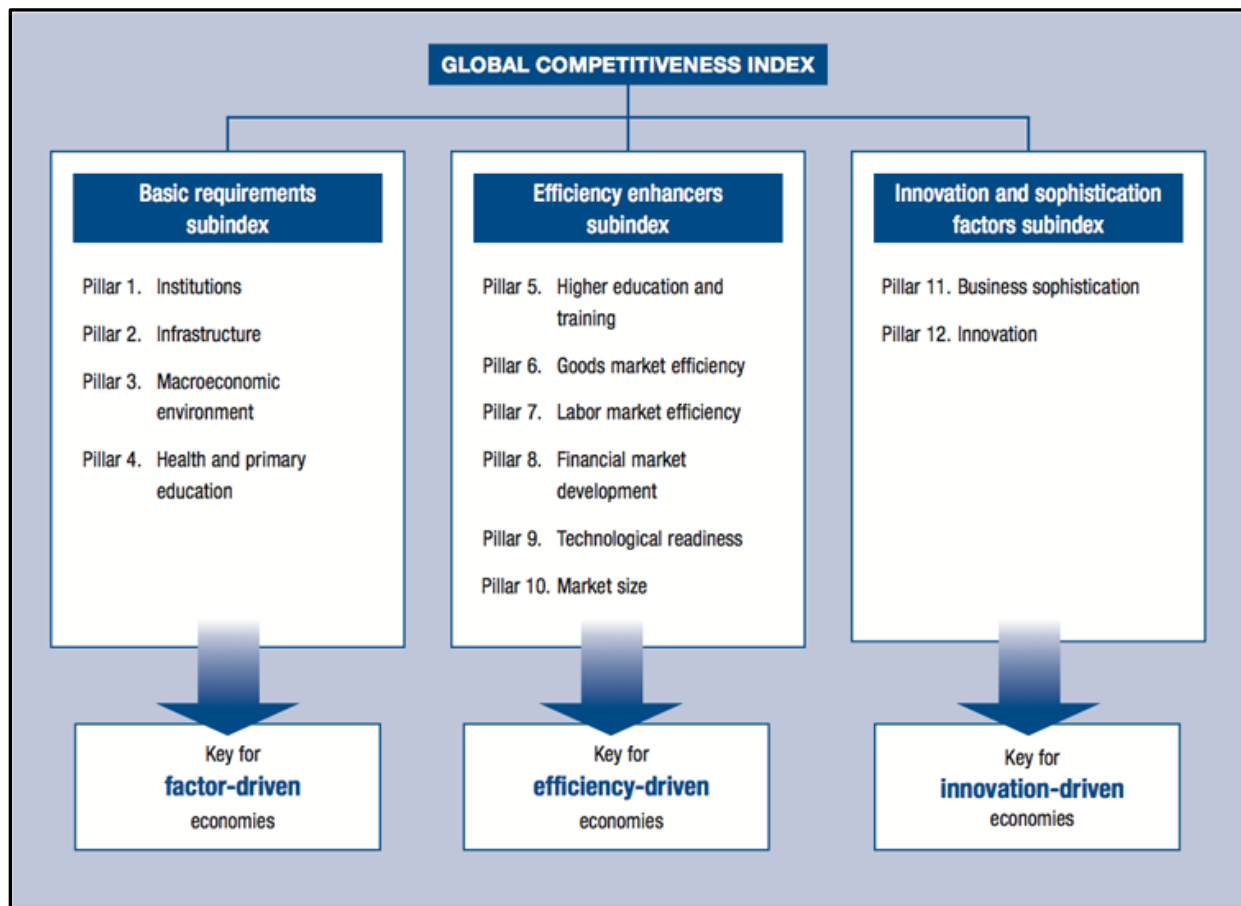 GLOBAL COMPETITIVENESS INDEX
Basic requirements
subindex
Pillar 1. Institutions
Pillar 2. Infrastructure
Pillar 3. Macroeconomic
environment
Pillar 4. Health and primary
education
Key for
factor-driven
economies
Efficiency enhancers
subindex
Pillar 5. Higher education and
training
Pillar 6. Goods market efficiency
Pillar 7. Labor market efficiency
Pillar 8. Financial market
development
Pillar 9. Technological readiness
Pillar 10. Market size
Key for
efficiency-driven
economies
Innovation and sophistication
factors subindex
Pillar 11. Business sophistication
Pillar 12. Innovation
Key for
innovation-driven
economies